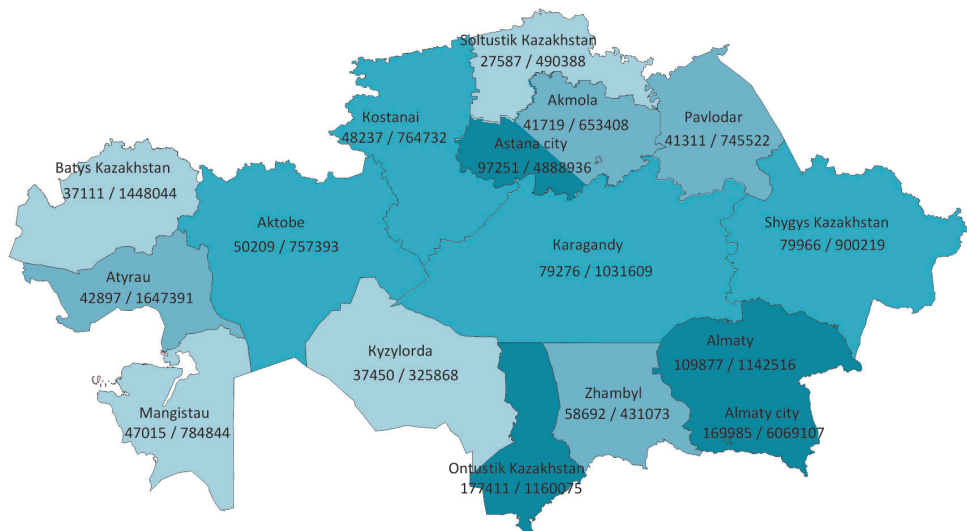 Soltustik Kazakhstan
27587 / 490388
Akmola
41719 / 653408
Pavlodar
41311 / 745522
Kostanai
48237 / 764732
Astana city
97251 / 4888936
Batys Kazakhstan
37111 / 1448044
Aktobe
50209 / 757393
Karagandy
79276 / 1031609
Shygys Kazakhstan
79966 / 900219
Atyrau
42897 / 1647391
Kyzylorda
37450 / 325868
Almaty
109877 / 1142516
Zhambyl
58692 / 431073
Mangistau
47015 / 784844
Almaty city
169985 / 6069107
Ontustik Kazakhstan
177411 / 1160075